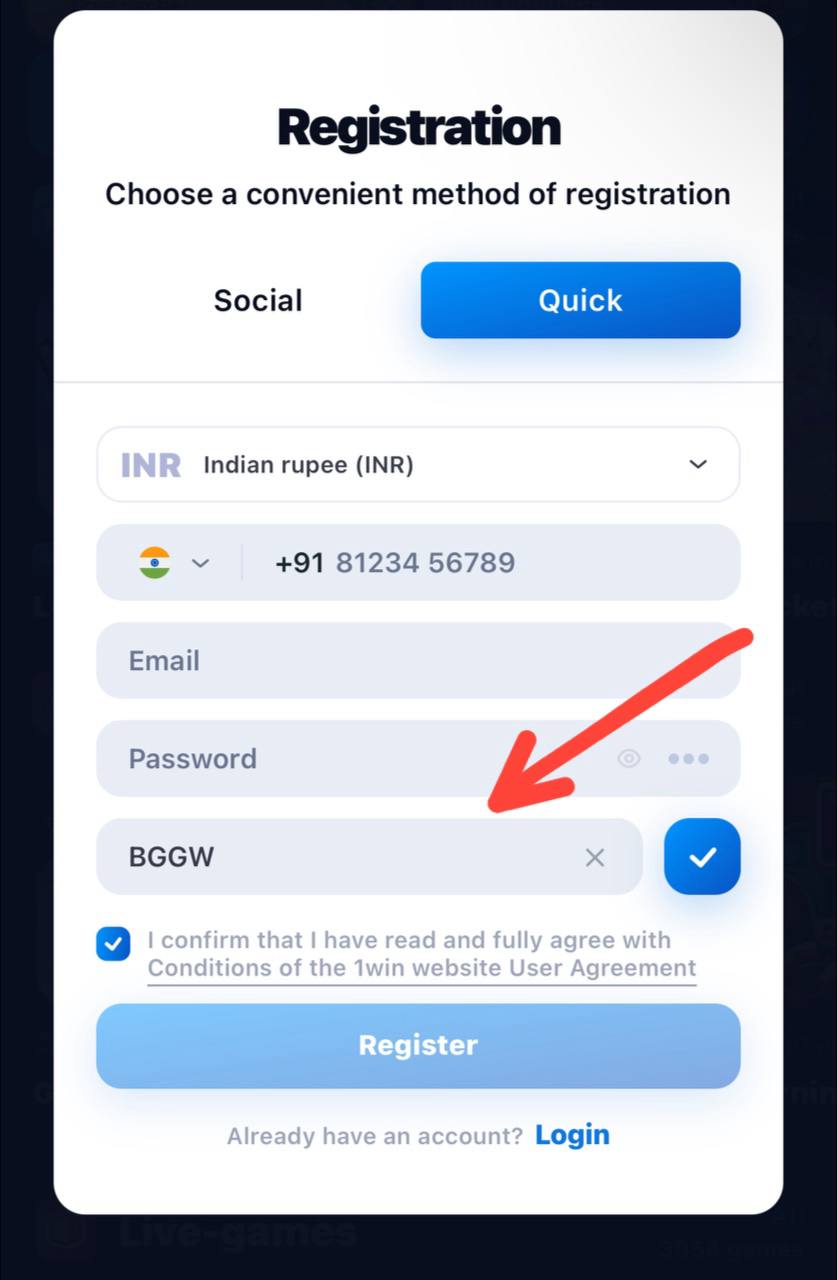 Registration
Choose a convenient method of registration
Social
Quick
INR Indian rupee (INR)
+91 81234 56789
Email
Password
BGGW
I confirm that I have read and fully agree with
Conditions of the 1win website User Agreement
Register
Already have an account? Login
Live-games